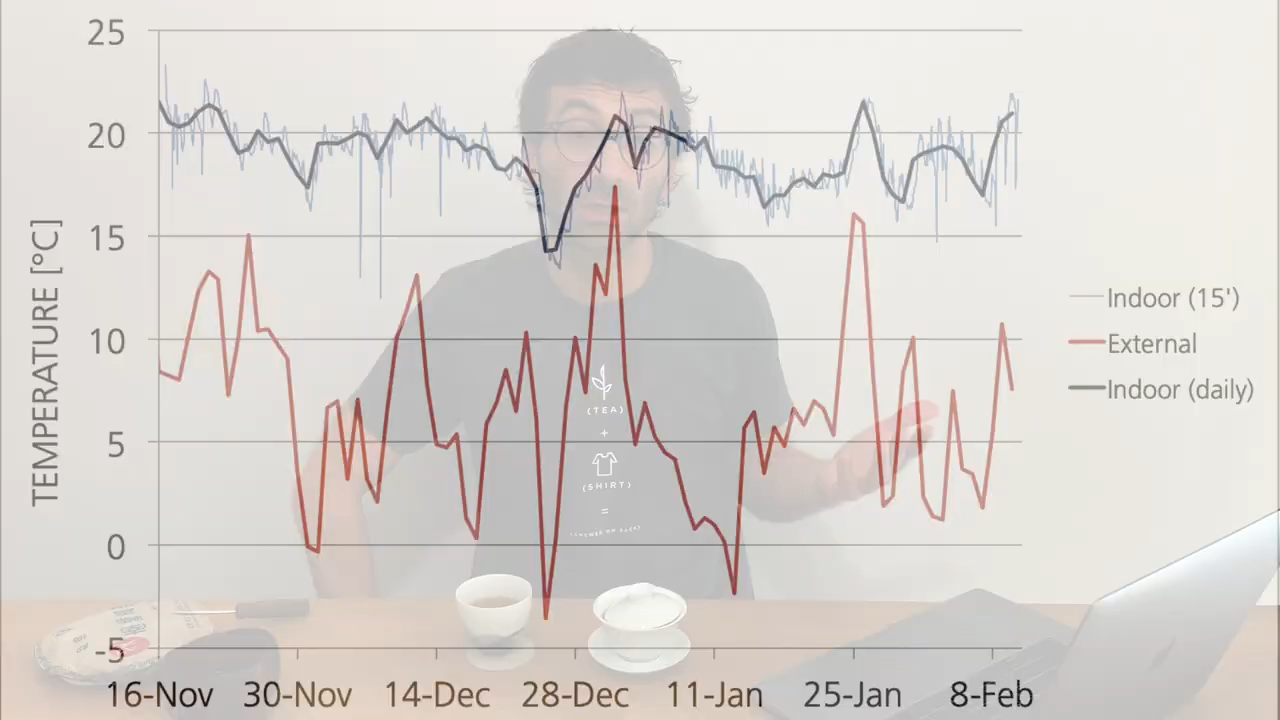 25
20
15
10
5
0
-5
TEMPERATURE [°C]
16-Nov 30-Nov 14-Dec 28-Dec 11-Jan 25-Jan 8-Feb
Indoor (15')
External
Indoor (daily)
(TEA)
+
(SHIRT)
=